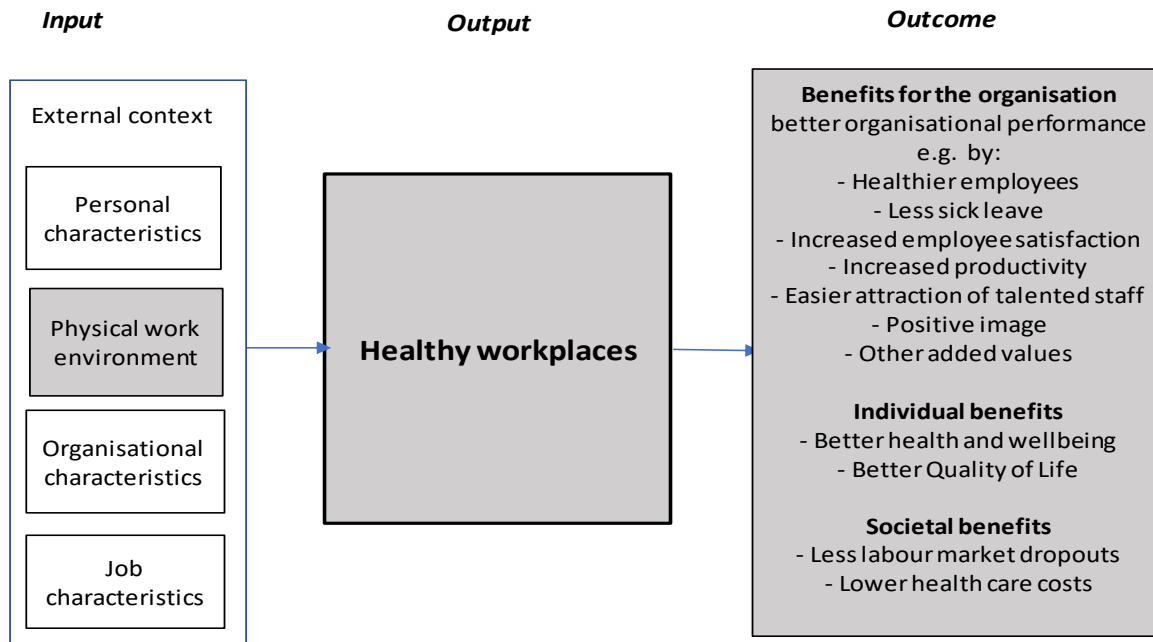 Input
Output
Outcome
External context
Personal
characteristics
Physical work
environment
Organisational
characteristics
Job
characteristics
Healthy workplaces
Benefits for the organisation
better organisational performance
e.g. by:
- Healthier employees
- Less sick leave
- Increased employee satisfaction
- Increased productivity
- Easier attraction of talented staff
- Positive image
- Other added values
Individual benefits
- Better health and wellbeing
- Better Quality of Life
Societal benefits
- Less labour market dropouts
- Lower health care costs